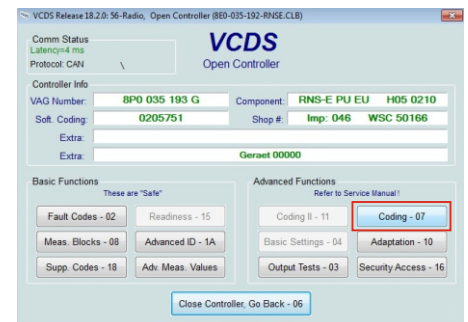 VCDS Release 18.2.0: 56-Radio, Open Controller (8E0-035-192-RNSE.CLB)
Comm Status
Latency=4 ms
Protocol: CAN \
VCDS
Open Controller
Controller Info
VAG Number: 8P0 035 193 G Component: RNS-E PU EU H05 0210
Soft. Coding: 0205751 Shop #: Imp: 046 WSC 50166
Extra:
Extra: Geraet 00000
Basic Functions Advanced Functions
These are "Safe" Refer to Service Manual!
Fault Codes - 02 Readiness - 15 Coding II - 11 Coding - 07
Meas. Blocks - 08 Advanced ID - 1A Basic Settings - 04 Adaptation - 10
Supp. Codes - 18 Adv. Meas. Values Output Tests - 03 Security Access - 16
Close Controller, Go Back - 06